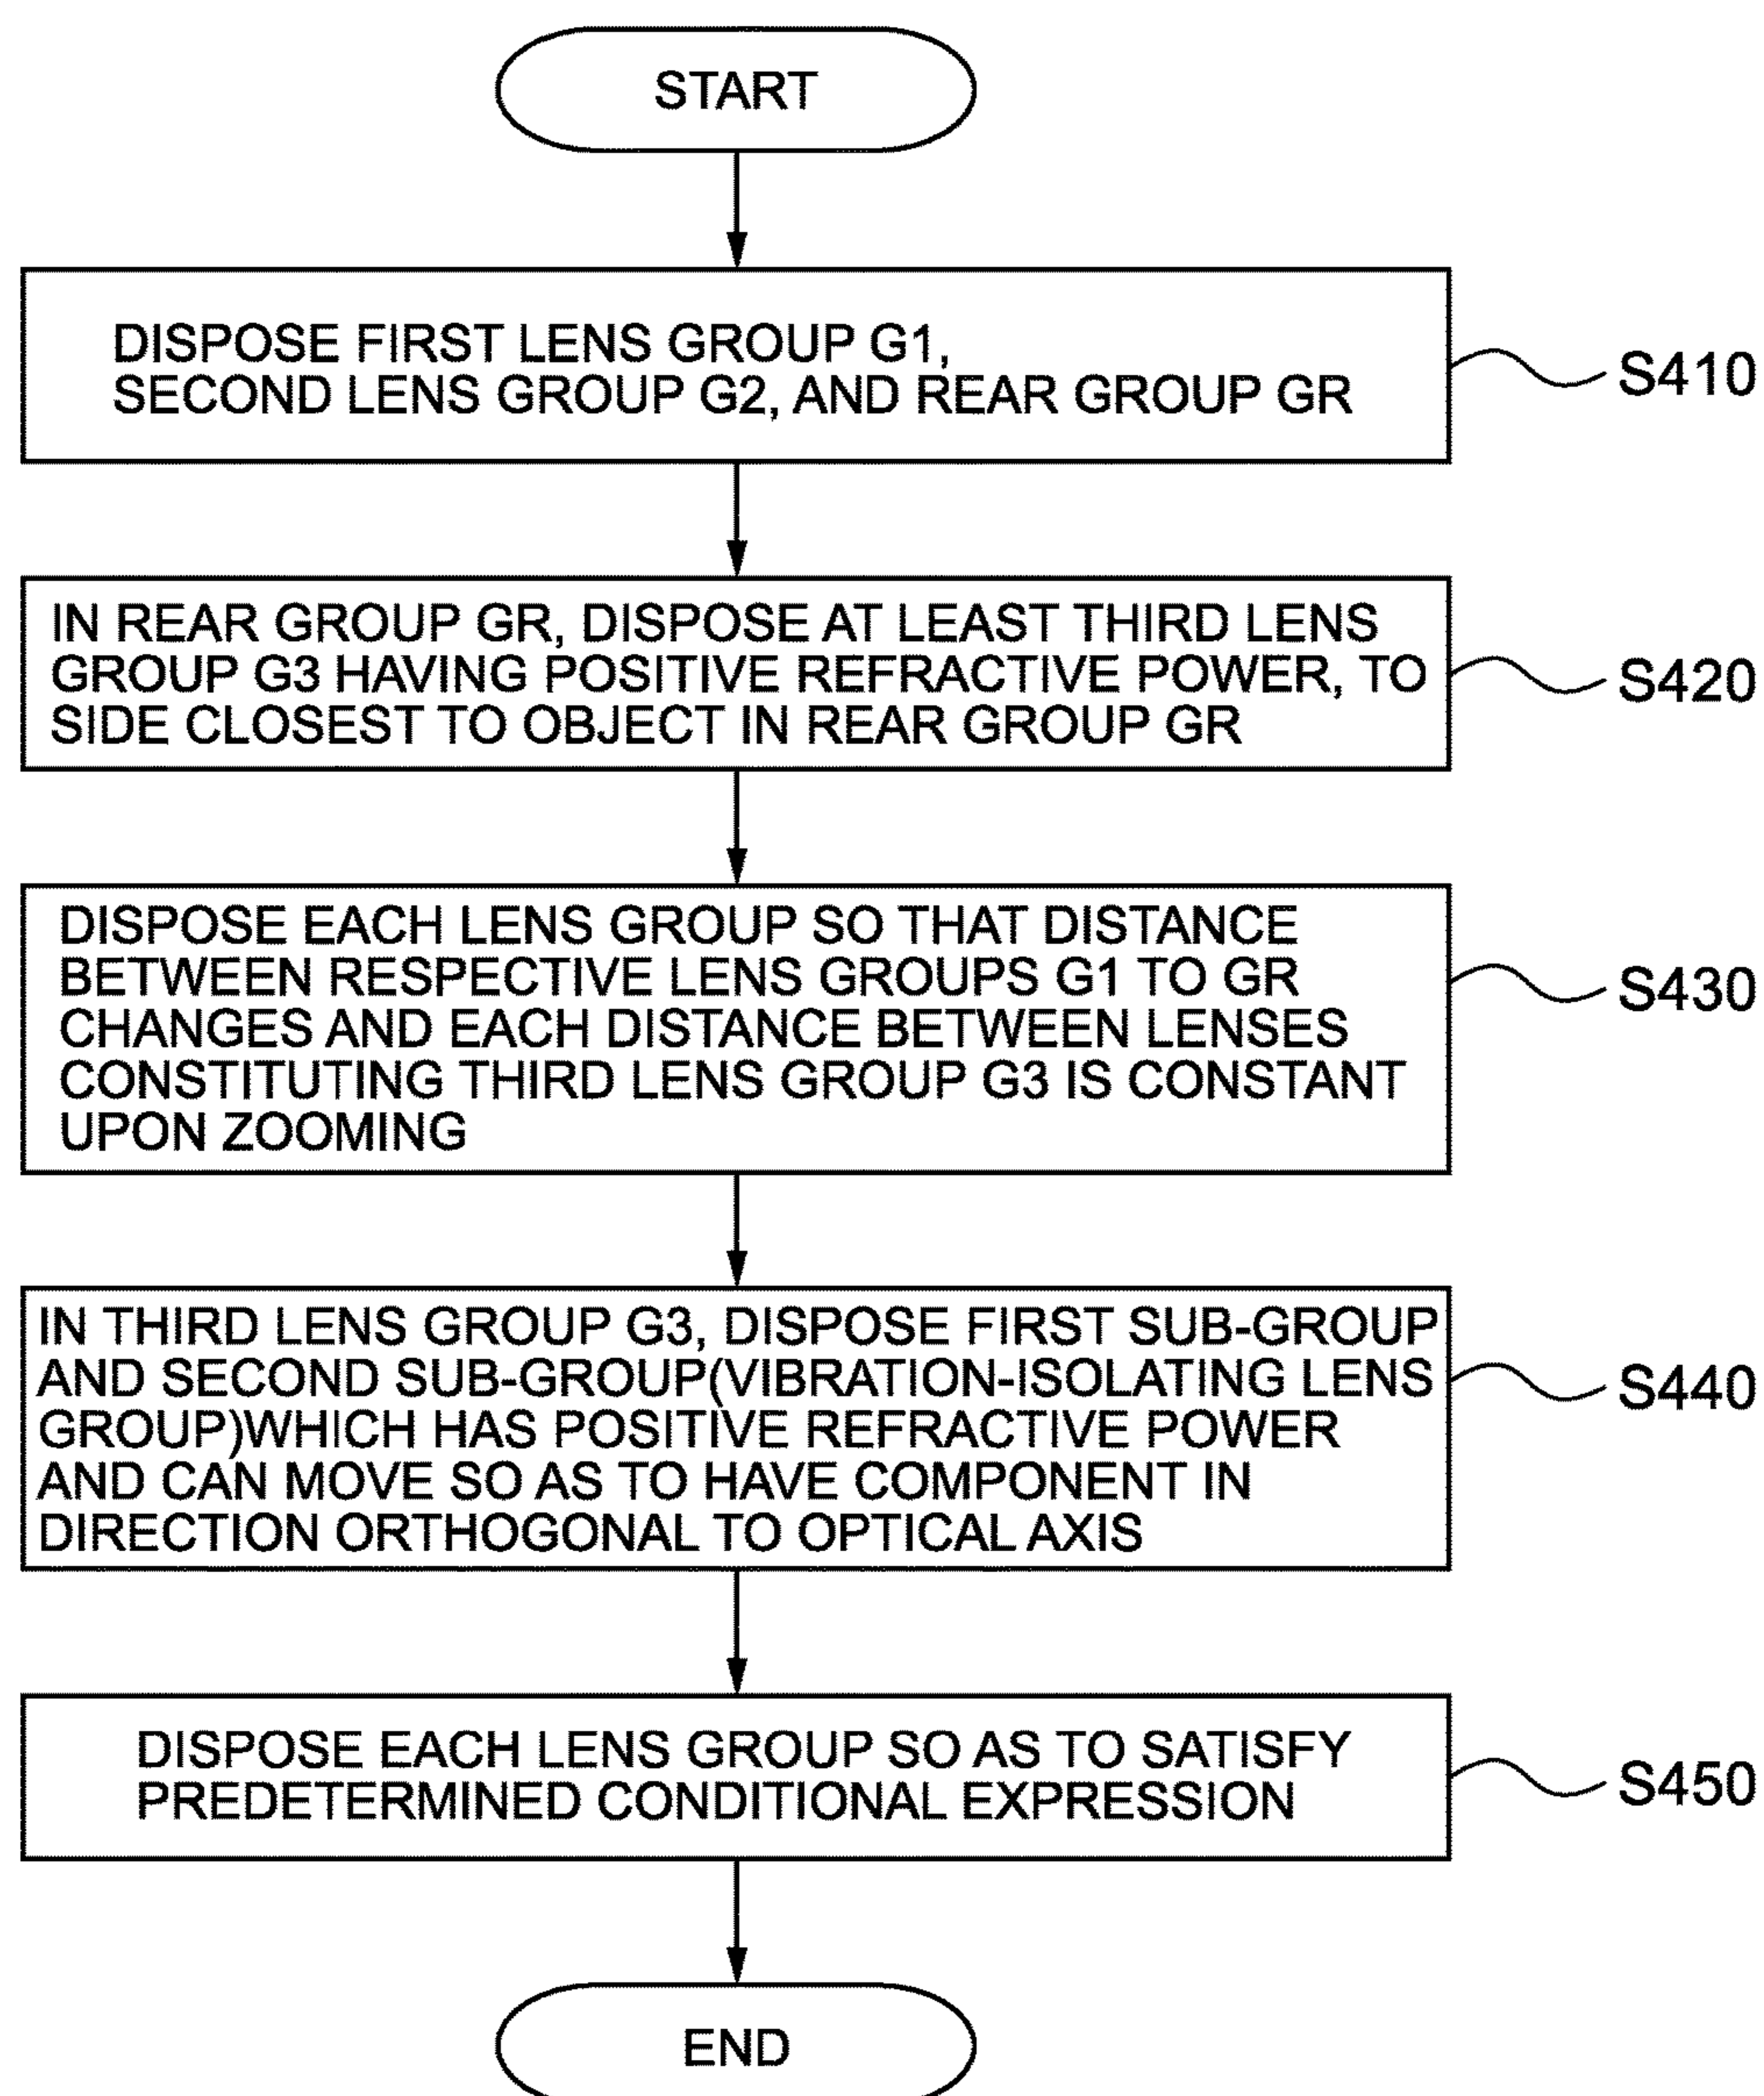 START
DISPOSE FIRST LENS GROUP G1,
SECOND LENS GROUP G2, AND REAR GROUP GR
S410
IN REAR GROUP GR, DISPOSE AT LEAST THIRD LENS
GROUP G3 HAVING POSITIVE REFRACTIVE POWER, TO
SIDE CLOSEST TO OBJECT IN REAR GROUP GR
S420
DISPOSE EACH LENS GROUP SO THAT DISTANCE
BETWEEN RESPECTIVE LENS GROUPS G1 TO GR
CHANGES AND EACH DISTANCE BETWEEN LENSES
CONSTITUTING THIRD LENS GROUP G3 IS CONSTANT
UPON ZOOMING
S430
IN THIRD LENS GROUP G3, DISPOSE FIRST SUB-GROUP
AND SECOND SUB-GROUP(VIBRATION-ISOLATING LENS
GROUP)WHICH HAS POSITIVE REFRACTIVE POWER
AND CAN MOVE SO AS TO HAVE COMPONENT IN
DIRECTION ORTHOGONAL TO OPTICAL AXIS
S440
DISPOSE EACH LENS GROUP SO AS TO SATISFY
PREDETERMINED CONDITIONAL EXPRESSION
S450
END